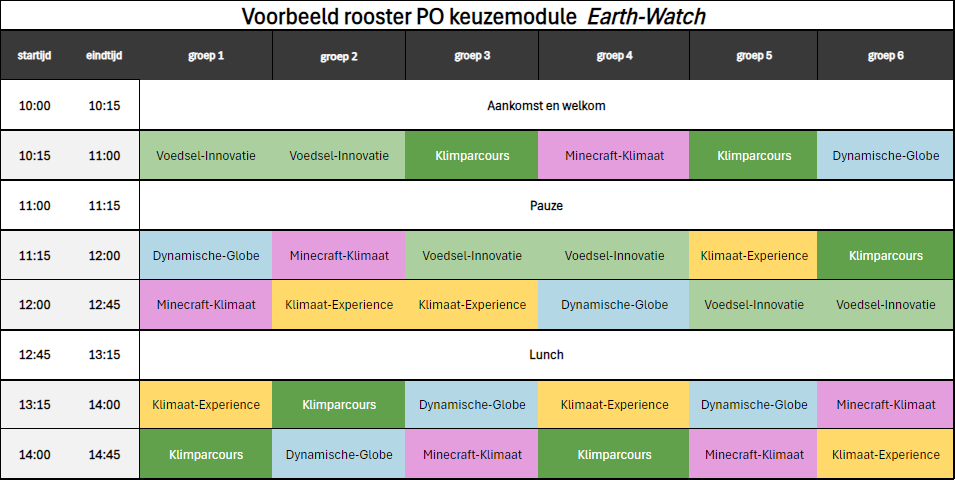 Voorbeeld rooster PO keuzemodule Earth-Watch
startijd eindtijd groep 1 groep 2 groep 3 groep 4 groep 5 groep 6
10:00 10:15 Aankomst en welkom
10:15 11:00 Voedsel-Innovatie Voedsel-Innovatie Klimparcours Minecraft-Klimaat Klimparcours Dynamische-Globe
11:00 11:15 Pauze
11:15 12:00 Dynamische-Globe Minecraft-Klimaat Voedsel-Innovatie Voedsel-Innovatie Klimaat-Experience Klimparcours
12:00 12:45 Minecraft-Klimaat Klimaat-Experience Klimaat-Experience Dynamische-Globe Voedsel-Innovatie Voedsel-Innovatie
12:45 13:15 Lunch
13:15 14:00 Klimaat-Experience Klimparcours Dynamische-Globe Klimaat-Experience Dynamische-Globe Minecraft-Klimaat
14:00 14:45 Klimparcours Dynamische-Globe Minecraft-Klimaat Klimparcours Minecraft-Klimaat Klimaat-Experience